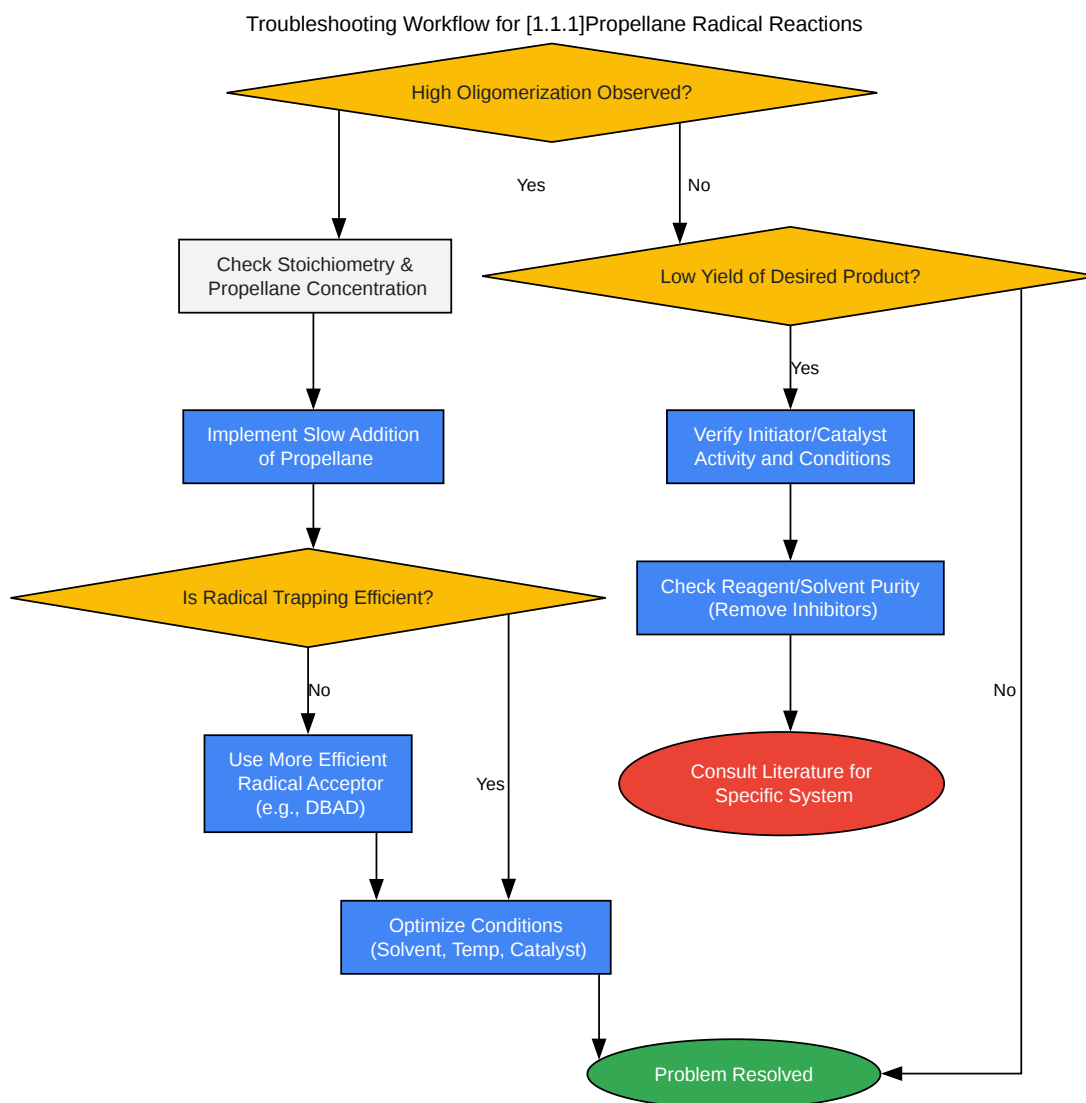 Troubleshooting Workflow for [1.1.1]Propellane Radical Reactions
High Oligomerization Observed?
Yes
No
Check Stoichiometry &
Propellane Concentration
Low Yield of Desired Product?
Yes
Implement Slow Addition
of Propellane
Verify Initiator/Catalyst
Activity and Conditions
Is Radical Trapping Efficient?
Check Reagent/Solvent Purity
(Remove Inhibitors)
No
No
Use More Efficient
Radical Acceptor
(e.g., DBAD)
Yes
Consult Literature for
Specific System
Optimize Conditions
(Solvent, Temp, Catalyst)
Problem Resolved